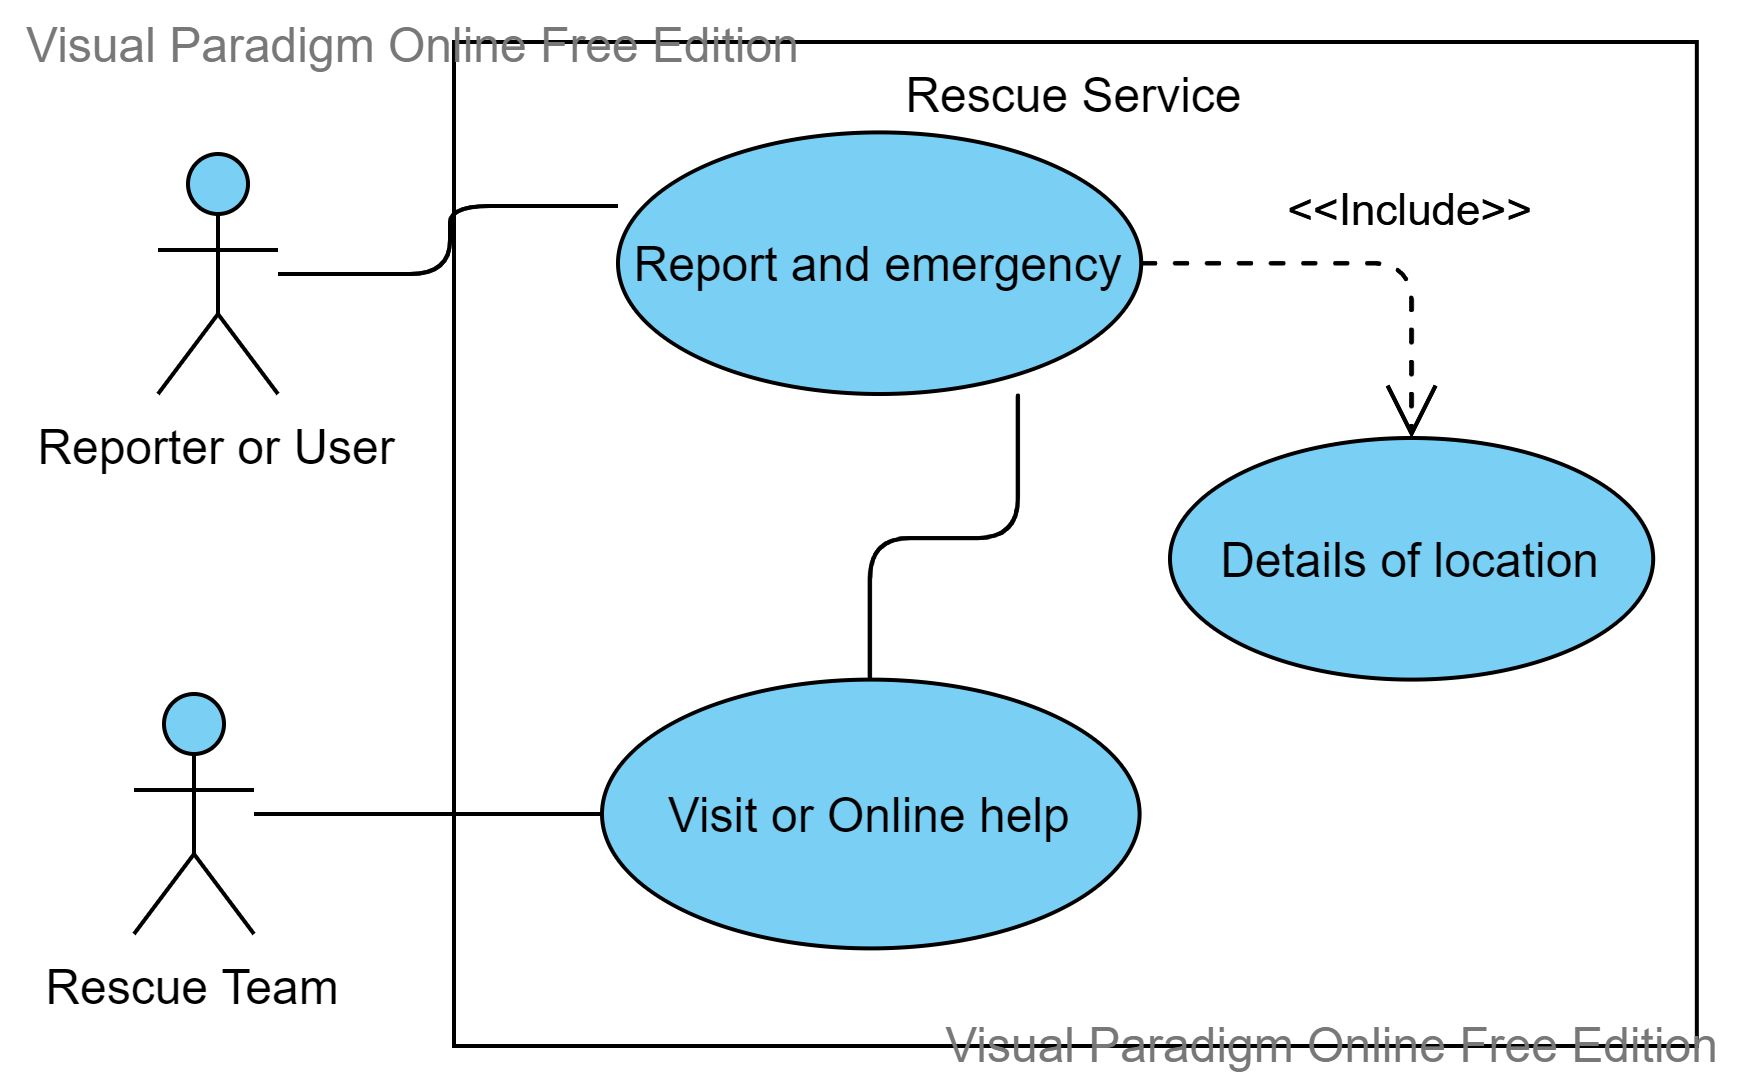 Visual Paradigm Online Free Edition
Rescue Service
<<Include>>
Report and emergency
Reporter or User
Details of location
Visit or Online help
Rescue Team
Visual Paradigm Online Free Edition